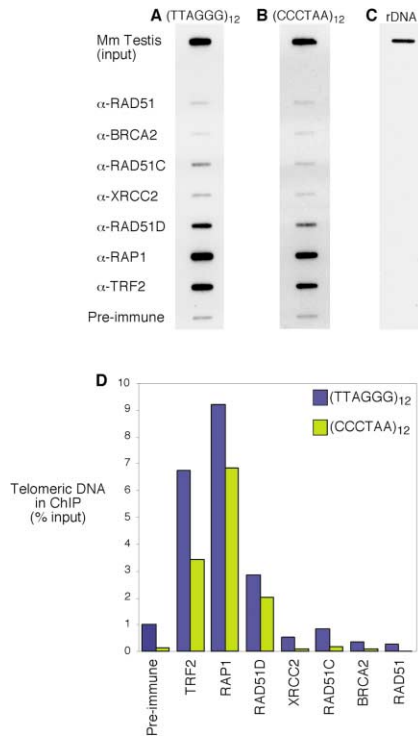 A (TTAGGG)12
B (CCCTAA)12
C rDNA
Mm Testis
(input)
α-RAD51
α-BRCA2
α-RAD51C
α-XRCC2
α-RAD51D
α-RAP1
α-TRF2
Pre-immune
D
10
9
8
7
6
5
4
3
2
1
0
Telomeric DNA
in ChIP
(% input)
(TTAGGG)12
(CCCTAA)12
Pre-immune
TRF2
RAP1
RAD51D
XRCC2
RAD51C
BRCA2
RAD51